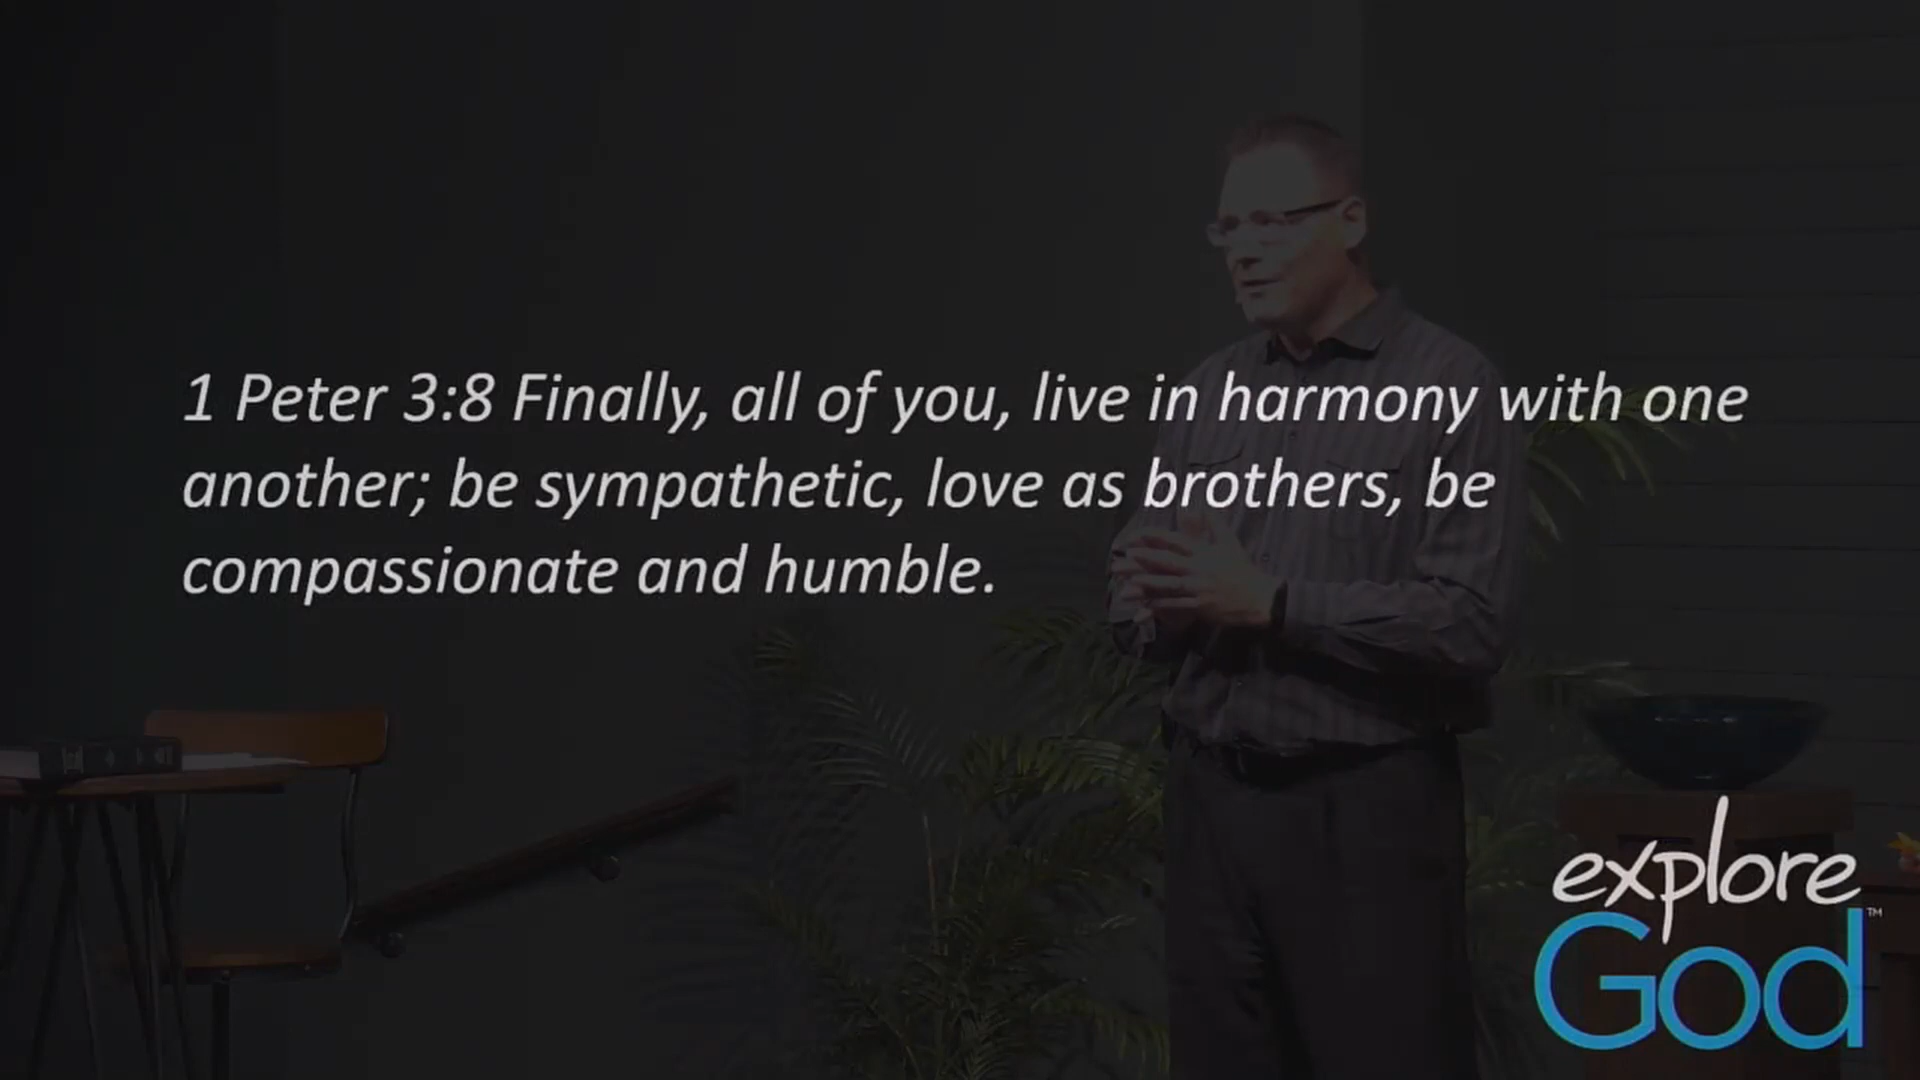 1 Peter 3:8 Finally, all of you, live in harmony with one
another; be sympathetic, love as brothers, be
compassionate and humble.
explore
God™